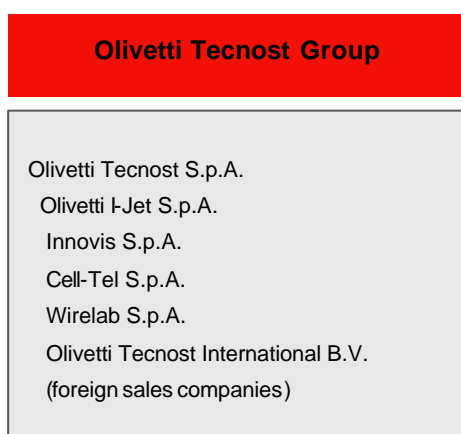 Olivetti Tecnost Group
Olivetti Tecnost S.p.A.
Olivetti I-Jet S.p.A.
Innovis S.p.A.
Cell-Tel S.p.A.
Wirelab S.p.A.
Olivetti Tecnost International B.V.
(foreign sales companies)